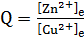 Q = [Zn²⁺]ₑ / [Cu²⁺]ₑ